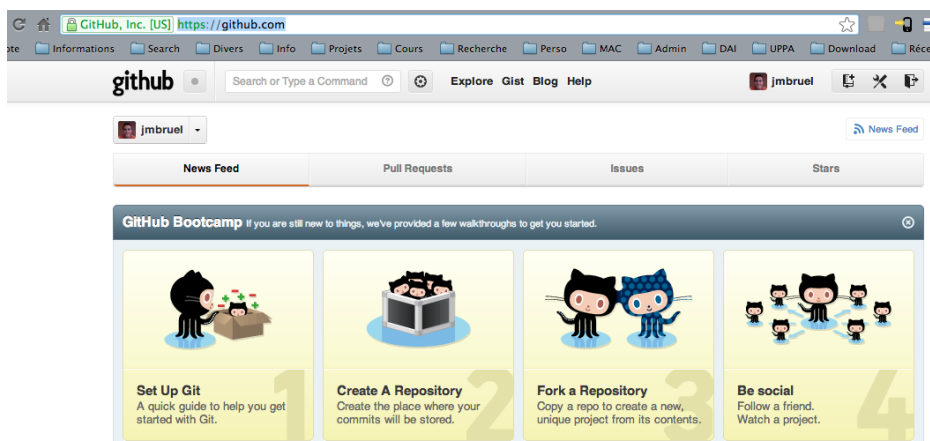 GitHub, Inc. [US] https://github.com
Informations Search Divers Info Projets Cours Recherche Perso MAC Admin DAI UPPA Download
github Search or Type a Command Explore Gist Blog Help jmbruel
jmbruel News Feed
News Feed Pull Requests Issues Stars
GitHub Bootcamp If you are still new to things, we've provided a few walkthroughs to get you started.
1 2 3 4
Set Up Git
A quick guide to help you get
started with Git.
Create A Repository
Create the place where your
commits will be stored.
Fork a Repository
Copy a repo to create a new,
unique project from its contents.
Be social
Follow a friend.
Watch a project.